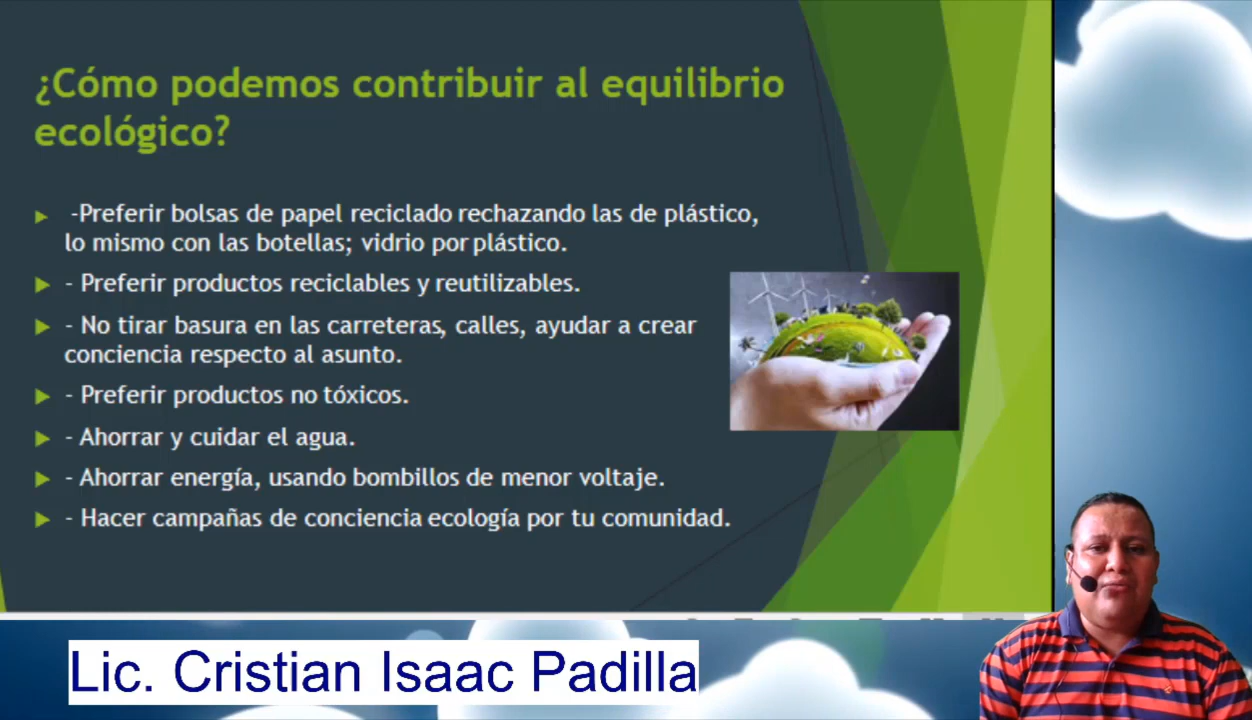 ¿Cómo podemos contribuir al equilibrio
ecológico?
-Preferir bolsas de papel reciclado rechazando las de plástico,
lo mismo con las botellas; vidrio por plástico.
- Preferir productos reciclables y reutilizables.
- No tirar basura en las carreteras, calles, ayudar a crear
conciencia respecto al asunto.
- Preferir productos no tóxicos.
- Ahorrar y cuidar el agua.
- Ahorrar energía, usando bombillos de menor voltaje.
- Hacer campañas de conciencia ecología por tu comunidad.
Lic. Cristian Isaac Padilla